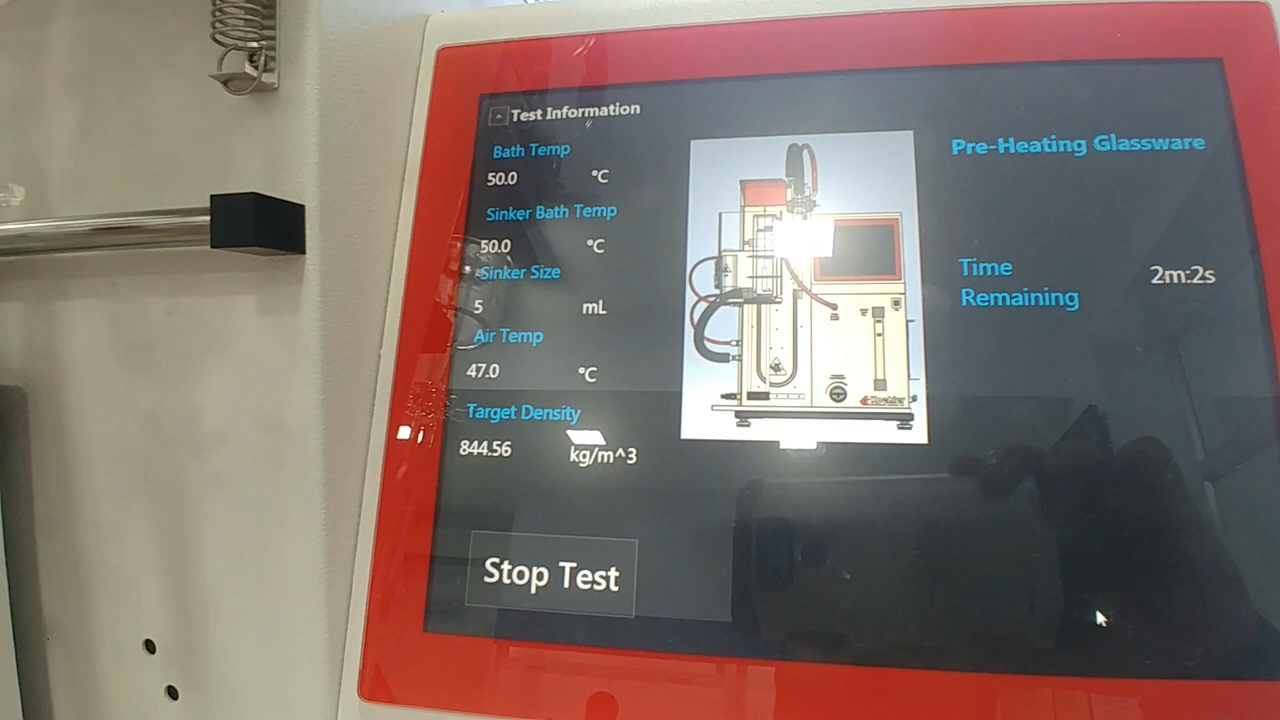 Test Information
Bath Temp
50.0 °C
Sinker Bath Temp
50.0 °C
Sinker Size
5 mL
Air Temp
47.0 °C
Target Density
844.56 kg/m^3
Stop Test
Pre-Heating Glassware
Time
Remaining
2m:2s